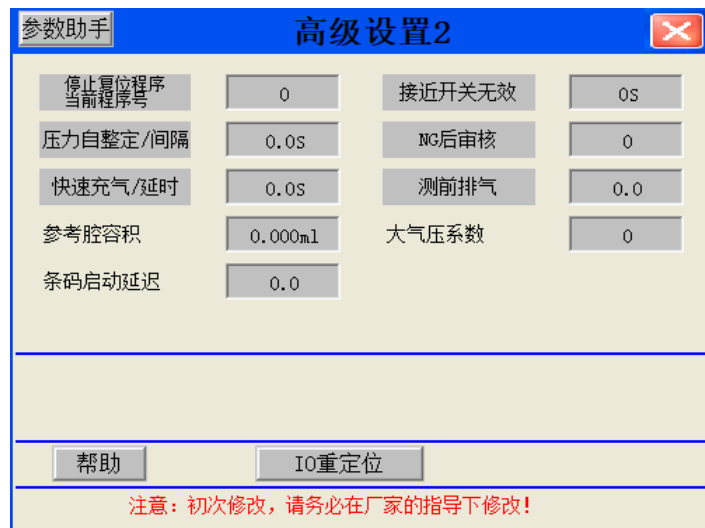 参数助手
高级设置2
停止复位程序
当前程序号
0
接近开关无效
0S
压力自整定/间隔
0.0S
NG后审核
0
快速充气/延时
0.0S
测前排气
0.0
参考腔容积
0.000ml
大气压系数
0
条码启动延迟
0.0
帮助
IO重定位
注意：初次修改，请务必在厂家的指导下修改！